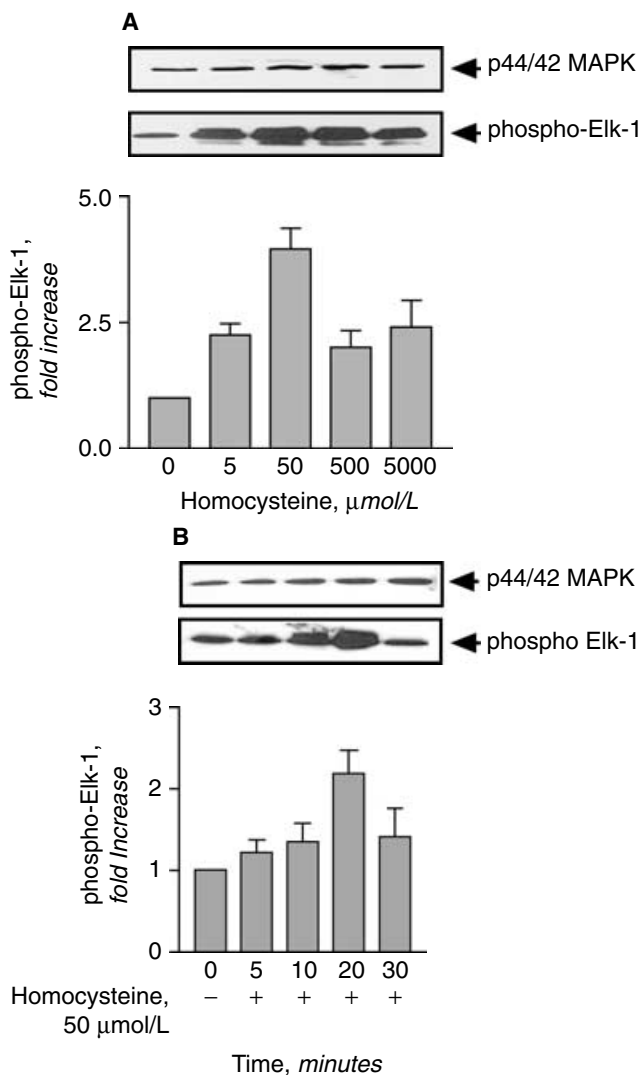 A
p44/42 MAPK
phospho-Elk-1
phospho-Elk-1,
fold increase
5.0
2.5
0.0
0 5 50 500 5000
Homocysteine, μmol/L
B
p44/42 MAPK
phospho Elk-1
phospho-Elk-1,
fold Increase
3
2
1
0
0 5 10 20 30
Homocysteine, − + + + +
50 μmol/L
Time, minutes